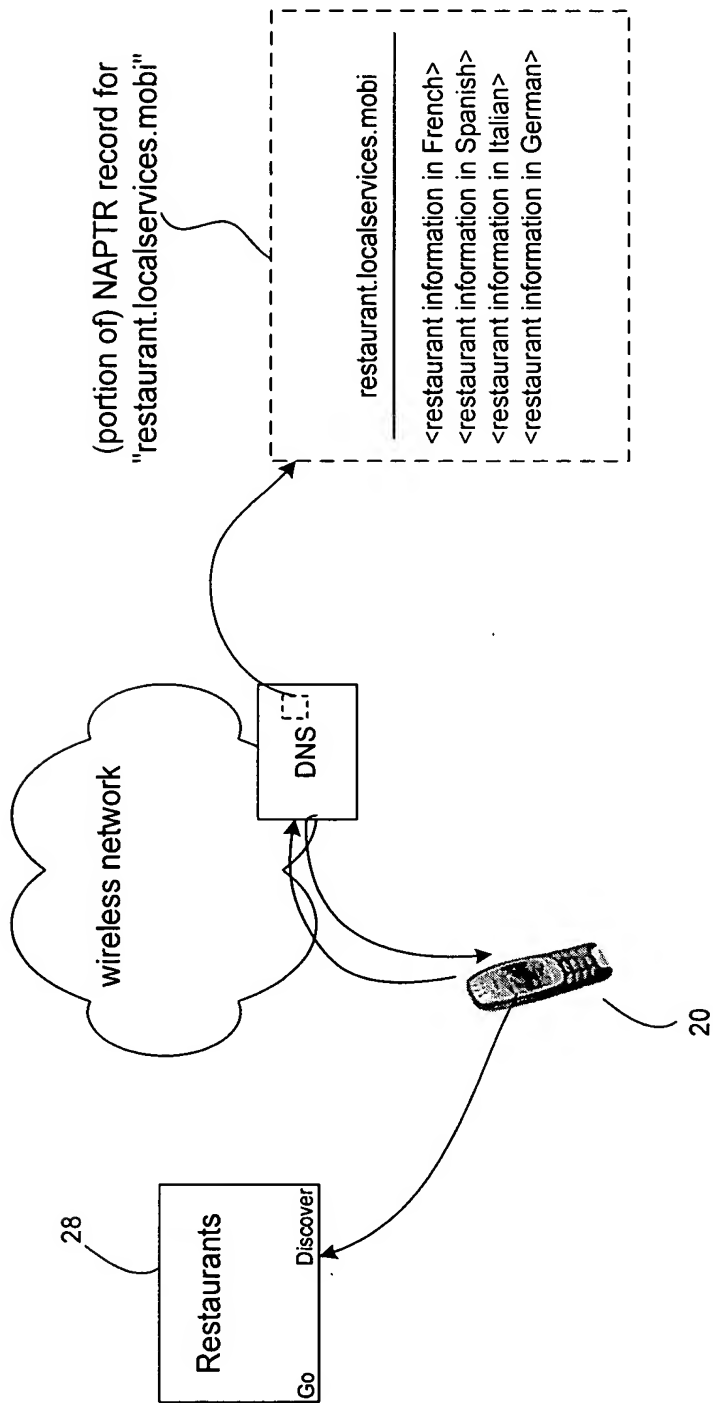 28
Restaurants
Go
Discover
20
wireless network
DNS
(portion of) NAPTR record for
"restaurant.localservices.mobi"
restaurant.localservices.mobi
<restaurant information in French>
<restaurant information in Spanish>
<restaurant information in Italian>
<restaurant information in German>